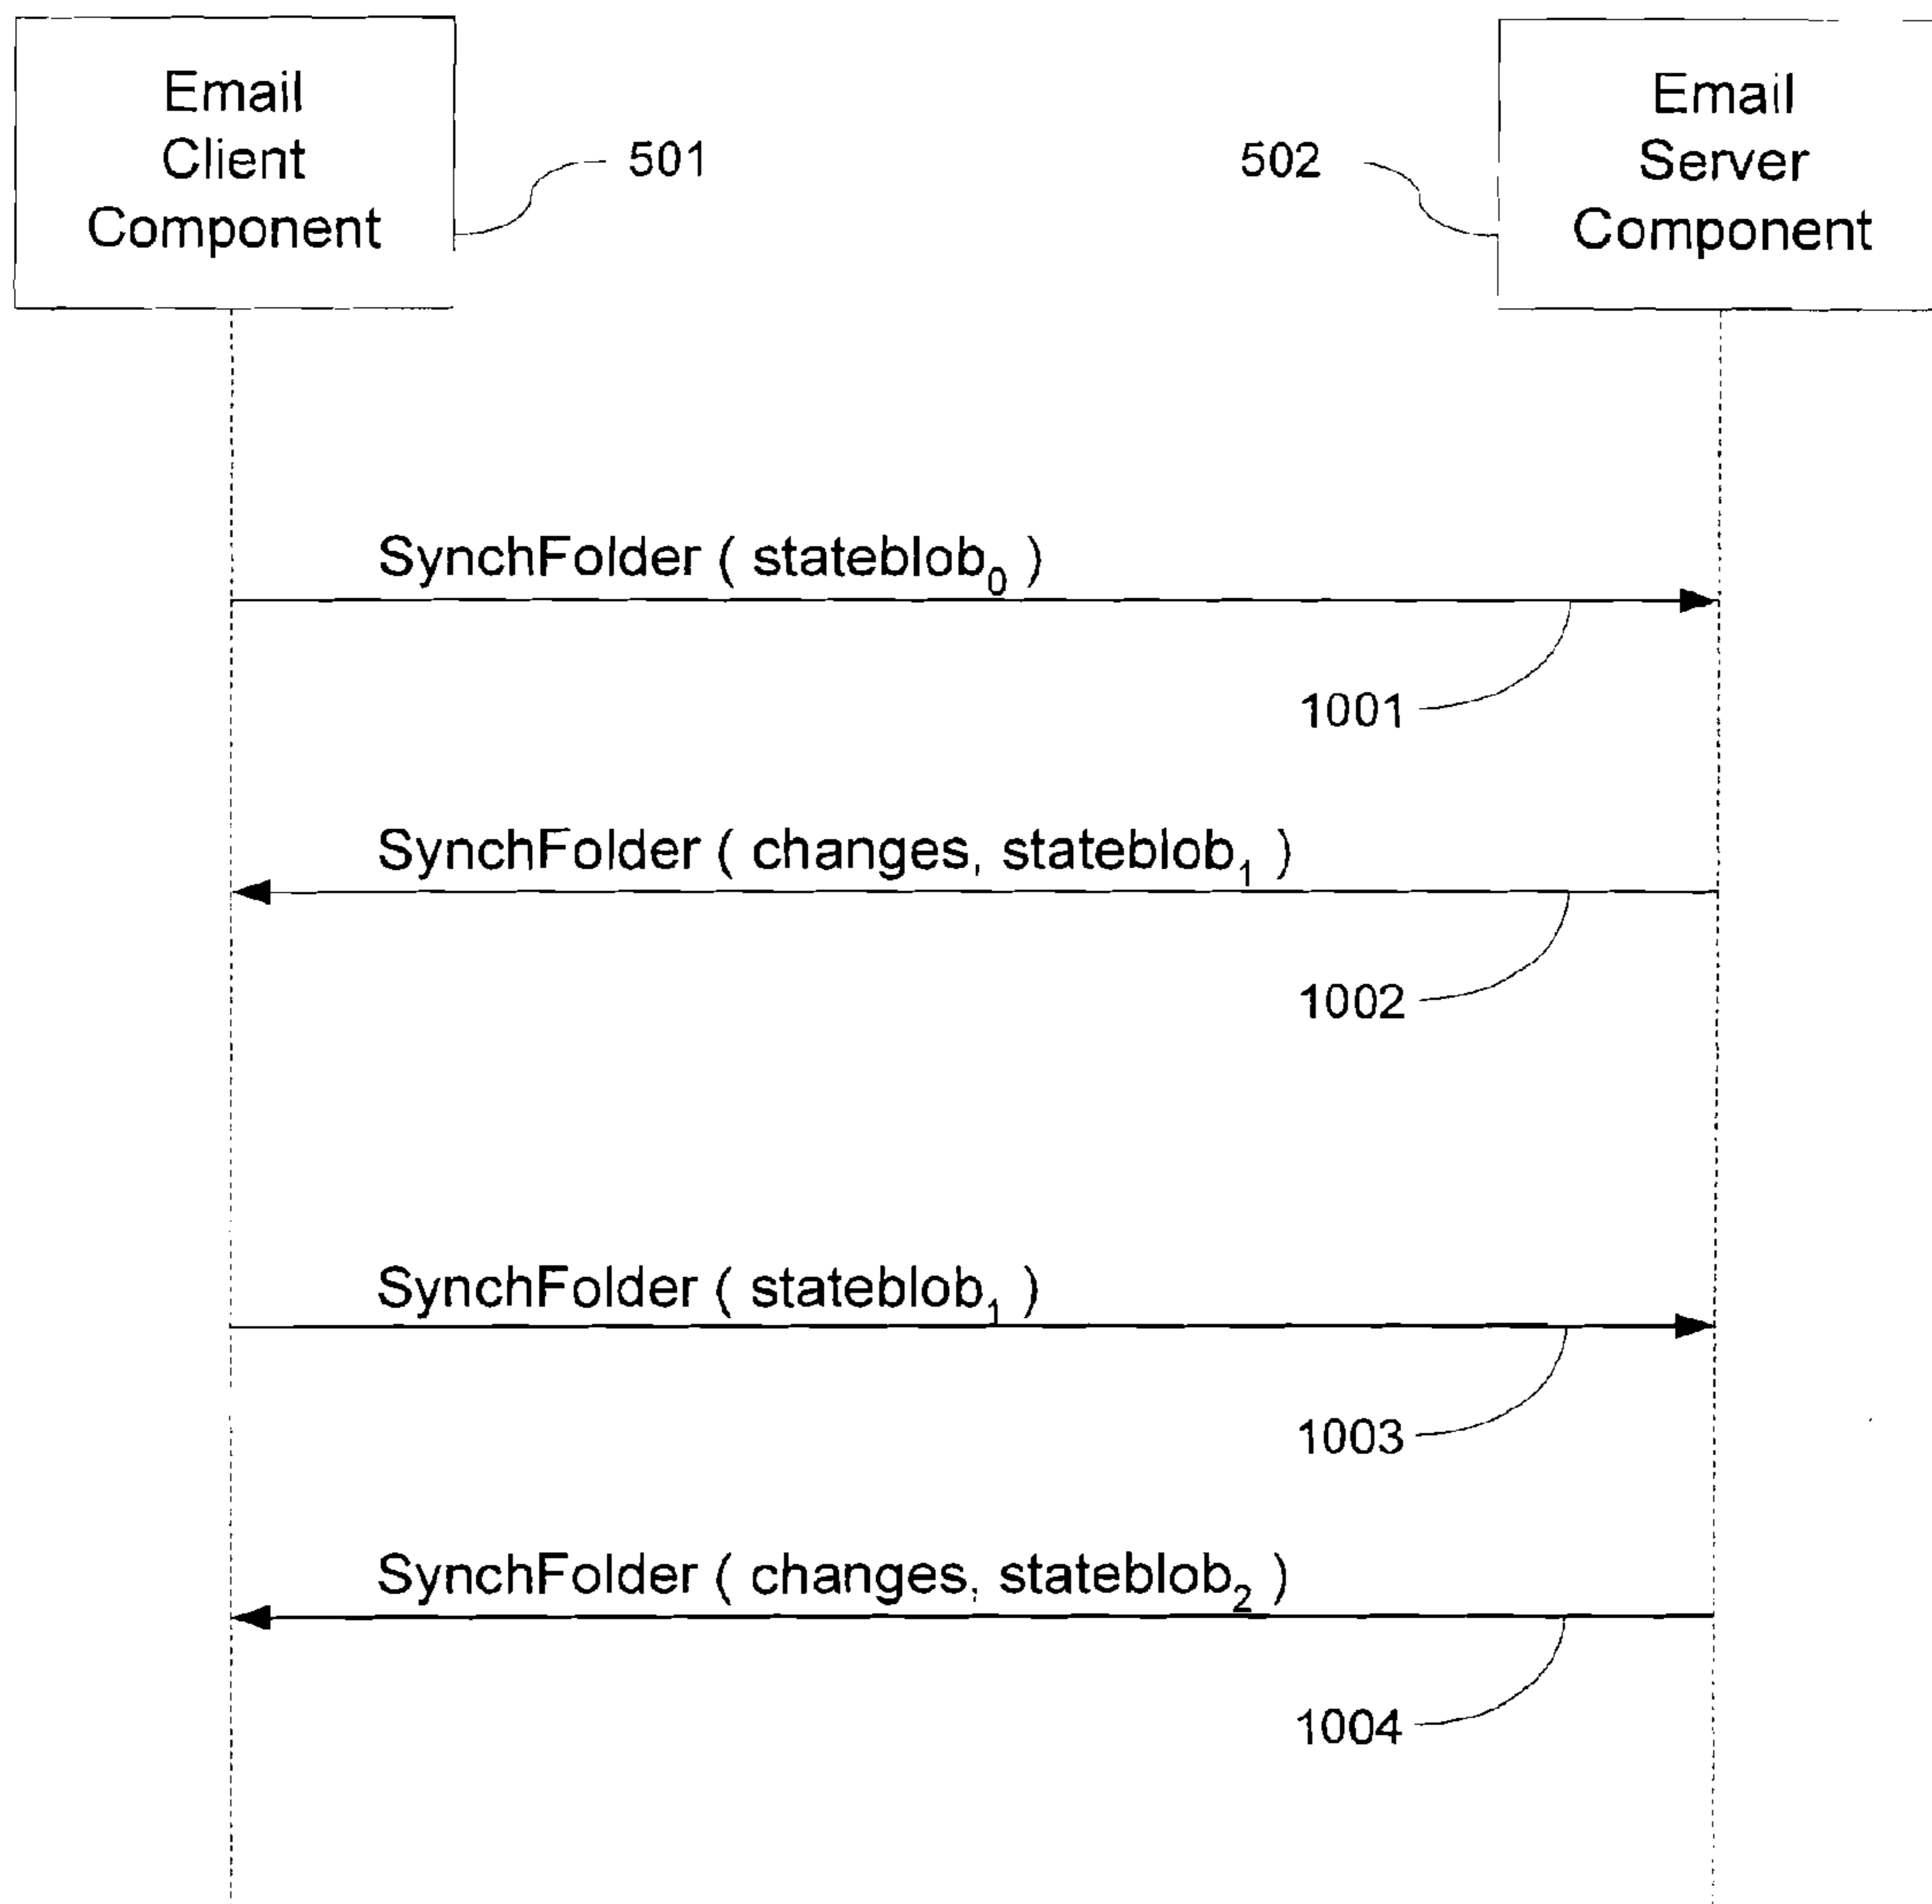 Email
Client
Component
501
502
Email
Server
Component
SynchFolder ( stateblob₀ )
1001
SynchFolder ( changes, stateblob₁ )
1002
SynchFolder ( stateblob₁ )
1003
SynchFolder ( changes, stateblob₂ )
1004